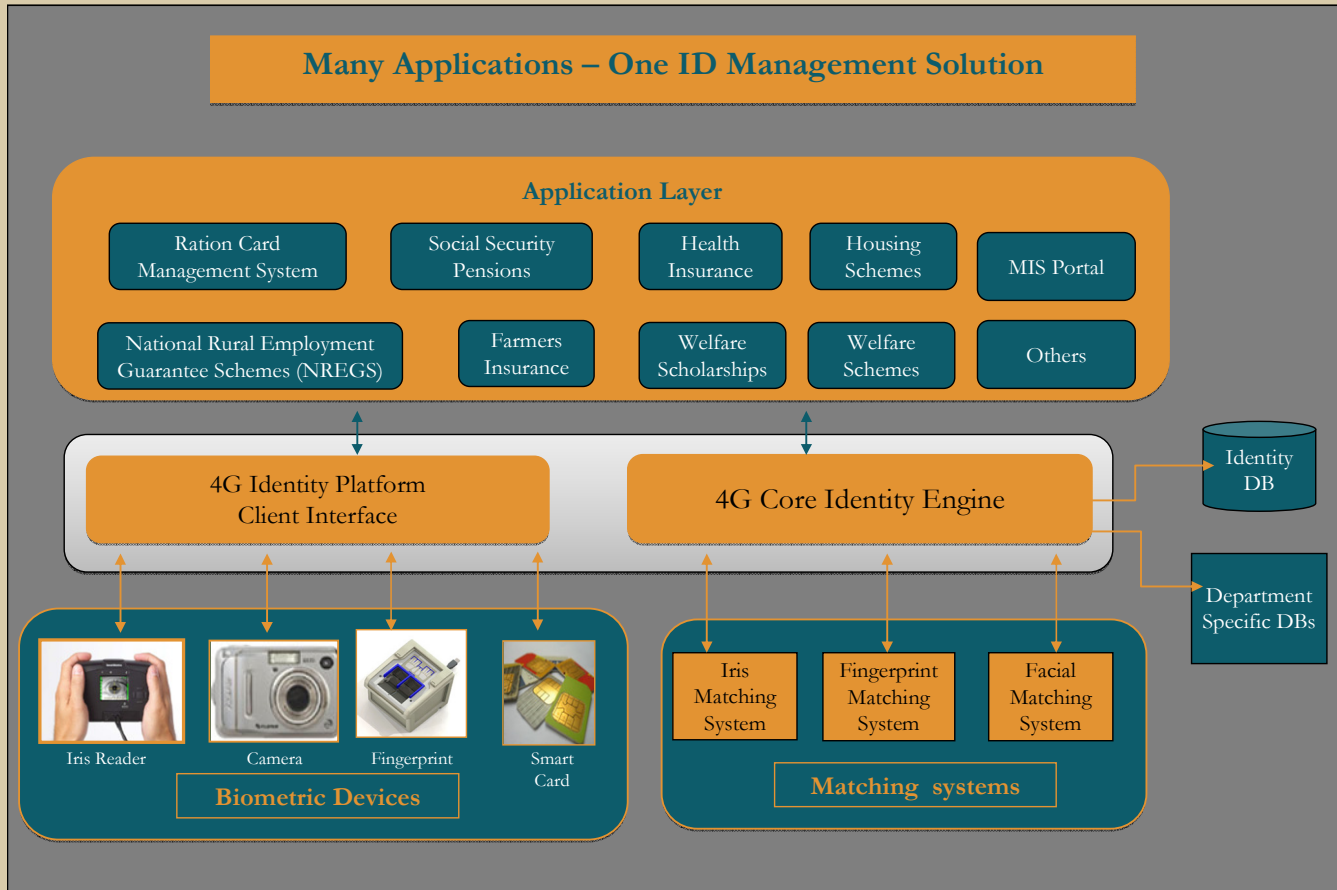 Many Applications – One ID Management Solution
Application Layer
Ration Card
Management System
Social Security
Pensions
Health
Insurance
Housing
Schemes
MIS Portal
National Rural Employment
Guarantee Schemes (NREGS)
Farmers
Insurance
Welfare
Scholarships
Welfare
Schemes
Others
4G Identity Platform
Client Interface
4G Core Identity Engine
Identity
DB
Department
Specific DBs
Iris Reader
Camera
Fingerprint
Smart
Card
Biometric Devices
Iris
Matching
System
Fingerprint
Matching
System
Facial
Matching
System
Matching systems